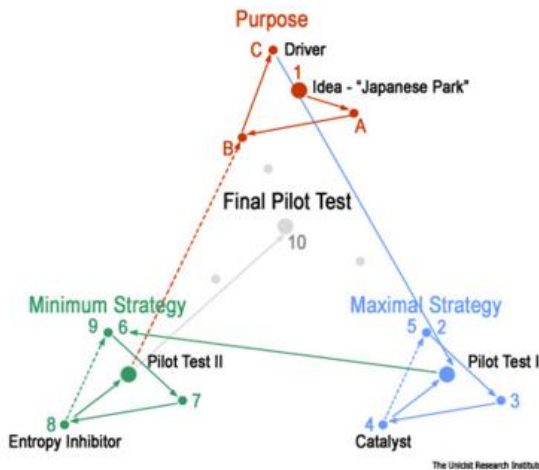 Purpose
C Driver
1
Idea - "Japanese Park"
A
B
Final Pilot Test
10
Minimum Strategy
Maximal Strategy
9 6
5 2
Pilot Test II
Pilot Test I
7
3
8
4
Entropy Inhibitor
Catalyst
The Unicist Research Institute